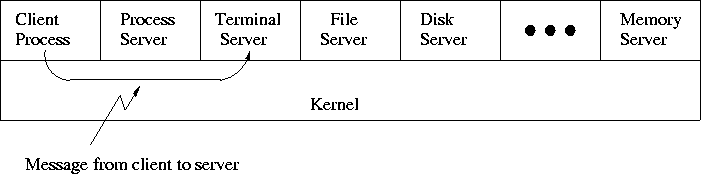 Client Process
Process Server
Terminal Server
File Server
Disk Server
Memory Server
Kernel
Message from client to server